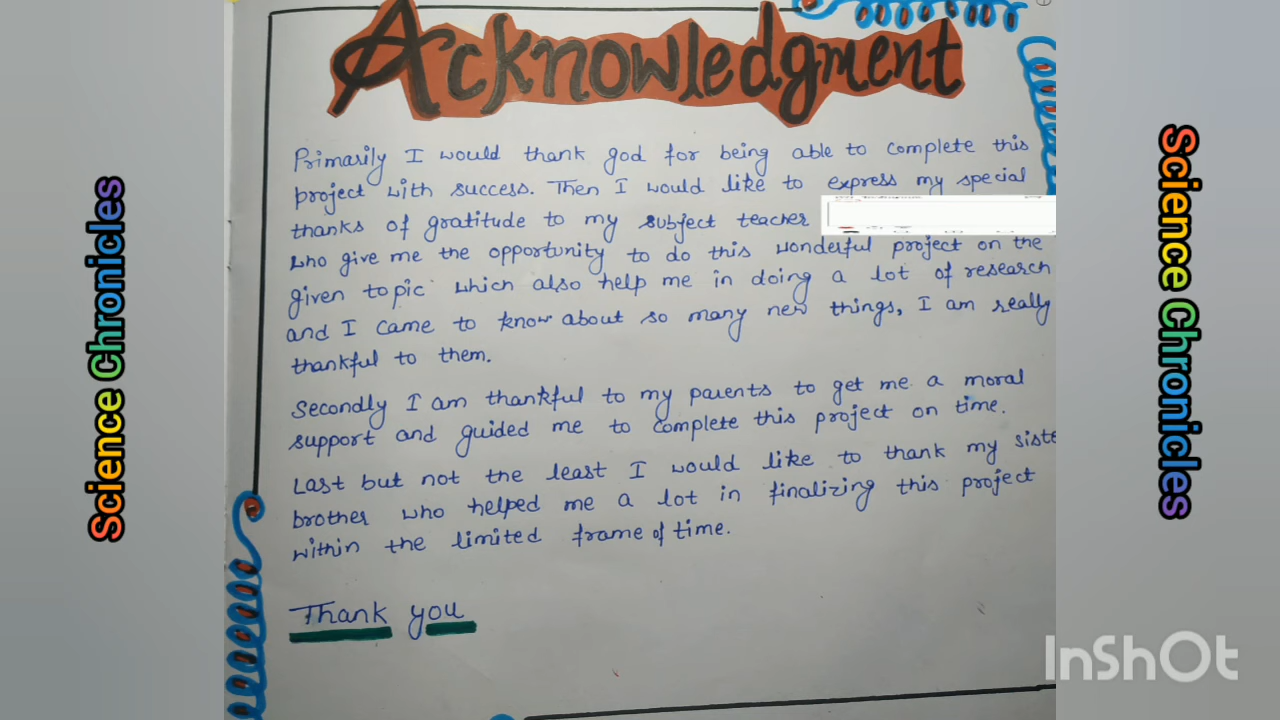 Acknowledgment
Primarily I would thank god for being able to complete this
project with success. Then I would like to express my special
thanks of gratitude to my subject teacher
who give me the opportunity to do this wonderful project on the
given topic which also help me in doing a lot of research
and I came to know about so many new things, I am really
thankful to them.
Secondly I am thankful to my parents to get me a moral
support and guided me to complete this project on time.
Last but not the least I would like to thank my siste
brother who helped me a lot in finalizing this project
within the limited frame of time.
Thank you
Science Chronicles
Science Chronicles
InShOt